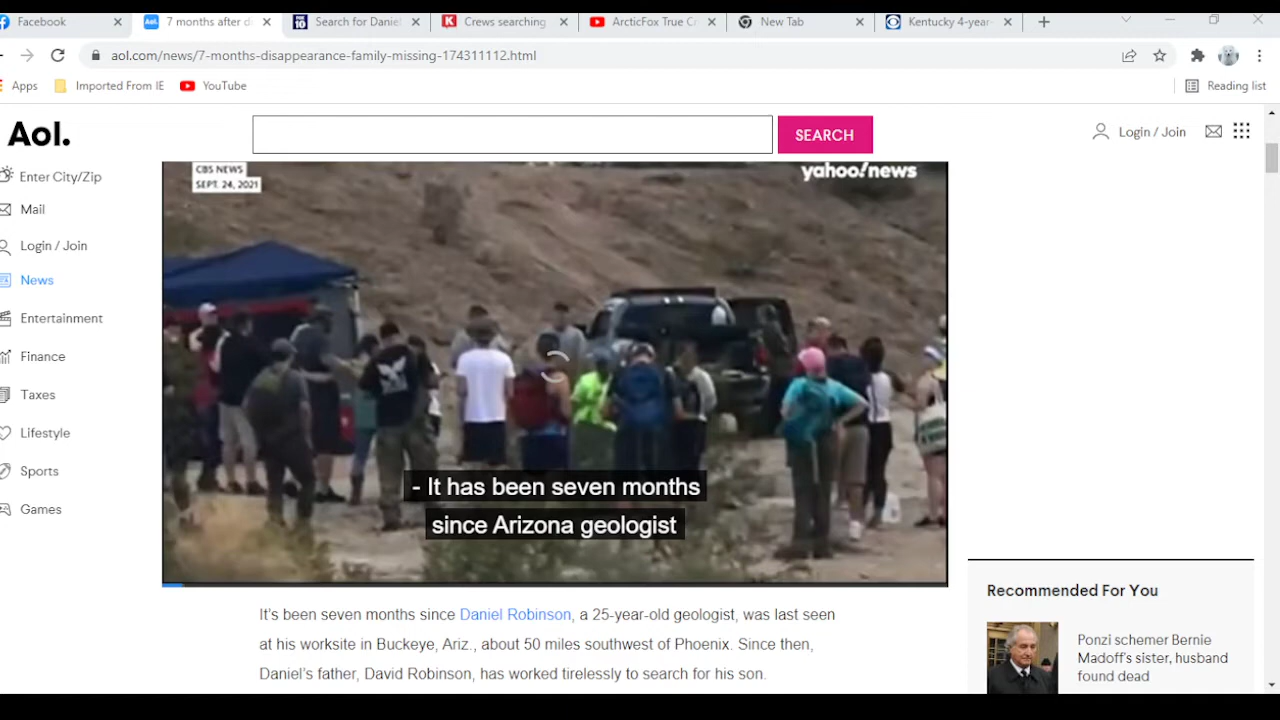 Facebook
7 months after di
Search for Daniel
Crews searching
ArcticFox True Cr
New Tab
Kentucky 4-year-
aol.com/news/7-months-disappearance-family-missing-174311112.html
Apps
Imported From IE
YouTube
Reading list
Aol.
SEARCH
Login / Join
Enter City/Zip
Mail
Login / Join
News
Entertainment
Finance
Taxes
Lifestyle
Sports
Games
CBS NEWS
SEPT. 24, 2021
yahoo!news
- It has been seven months
since Arizona geologist
It's been seven months since Daniel Robinson, a 25-year-old geologist, was last seen
at his worksite in Buckeye, Ariz., about 50 miles southwest of Phoenix. Since then,
Daniel's father, David Robinson, has worked tirelessly to search for his son.
Recommended For You
Ponzi schemer Bernie
Madoff's sister, husband
found dead